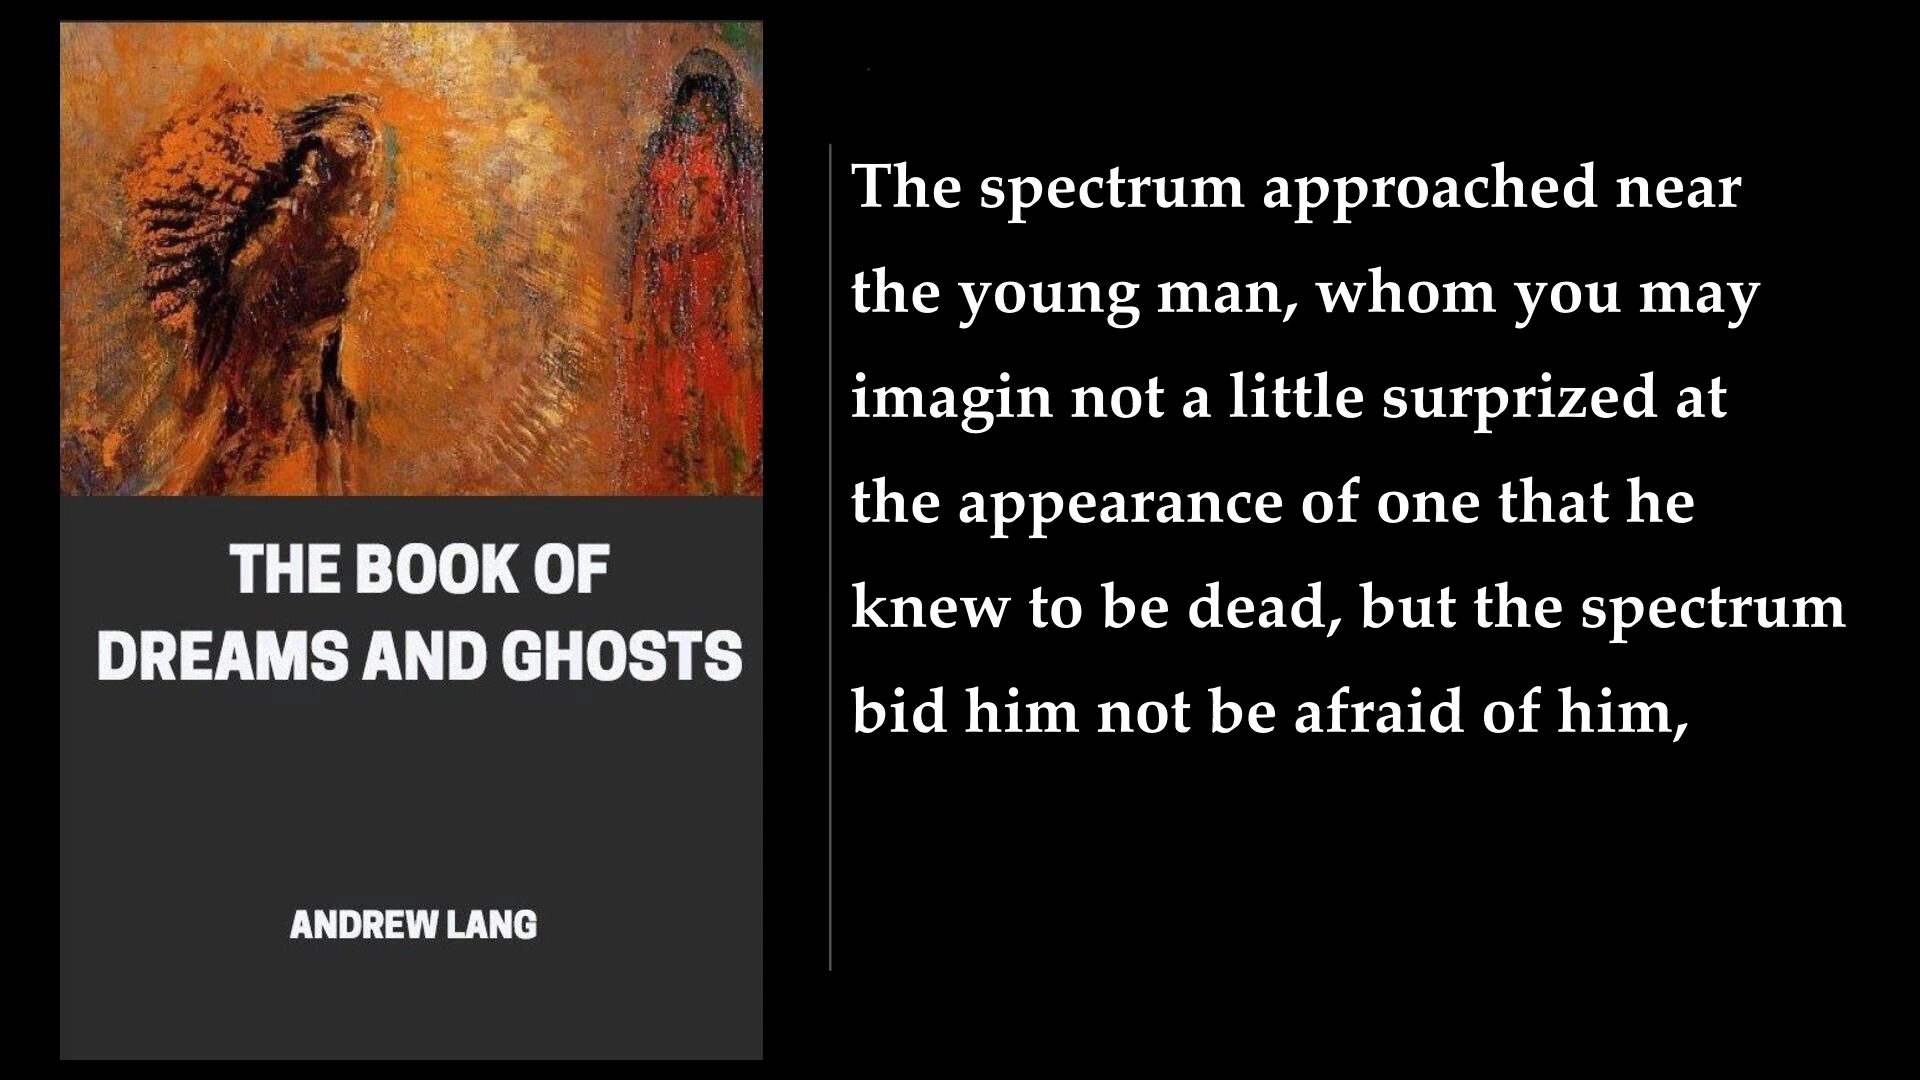 THE BOOK OF
DREAMS AND GHOSTS
ANDREW LANG
The spectrum approached near
the young man, whom you may
imagin not a little surprized at
the appearance of one that he
knew to be dead, but the spectrum
bid him not be afraid of him,